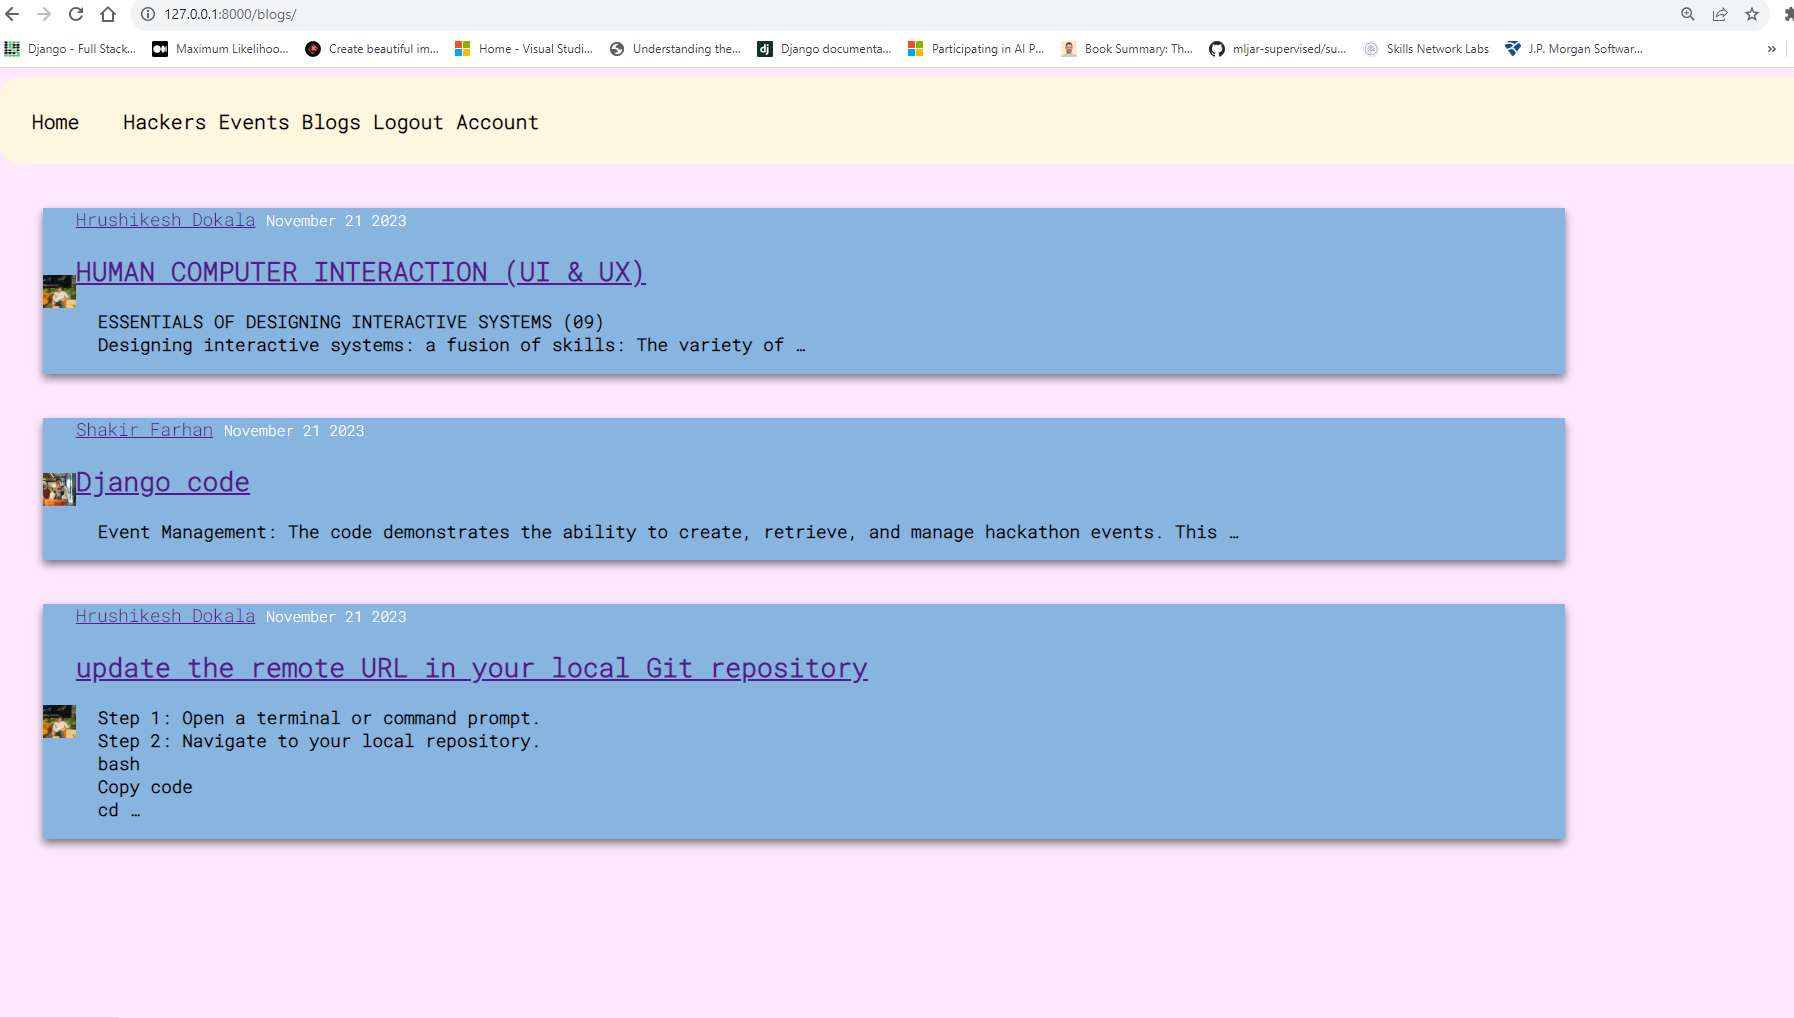 127.0.0.1:8000/blogs/
Django - Full Stack... Maximum Likelihoo... Create beautiful im... Home - Visual Studi... Understanding the... Django documenta... Participating in AI P... Book Summary: Th... mljar-supervised/su... Skills Network Labs J.P. Morgan Softwar... »
Home Hackers Events Blogs Logout Account
Hrushikesh Dokala November 21 2023
HUMAN COMPUTER INTERACTION (UI & UX)
ESSENTIALS OF DESIGNING INTERACTIVE SYSTEMS (09)
Designing interactive systems: a fusion of skills: The variety of …
Shakir Farhan November 21 2023
Django code
Event Management: The code demonstrates the ability to create, retrieve, and manage hackathon events. This …
Hrushikesh Dokala November 21 2023
update the remote URL in your local Git repository
Step 1: Open a terminal or command prompt.
Step 2: Navigate to your local repository.
bash
Copy code
cd …